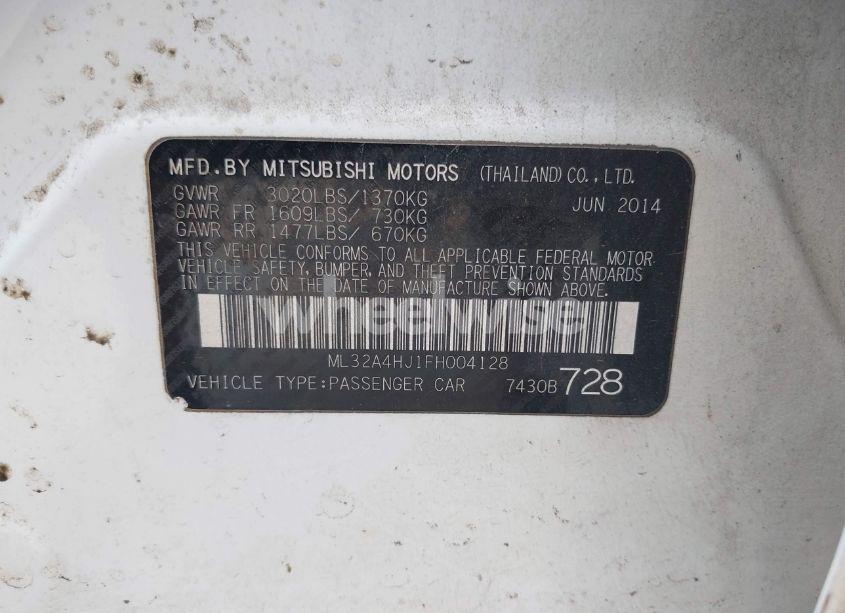 MFD.BY MITSUBISHI MOTORS (THAILAND)CO.,LTD.
GVWR 3020LBS/1370KG JUN 2014
GAWR FR 1609LBS/ 730KG
GAWR RR 1477LBS/ 670KG
THIS VEHICLE CONFORMS TO ALL APPLICABLE FEDERAL MOTOR
VEHICLE SAFETY, BUMPER, AND THEFT PREVENTION STANDARDS
IN EFFECT ON THE DATE OF MANUFACTURE SHOWN ABOVE.
wheelwise
ML32A4HJ1FH004128
VEHICLE TYPE:PASSENGER CAR 7430B 728